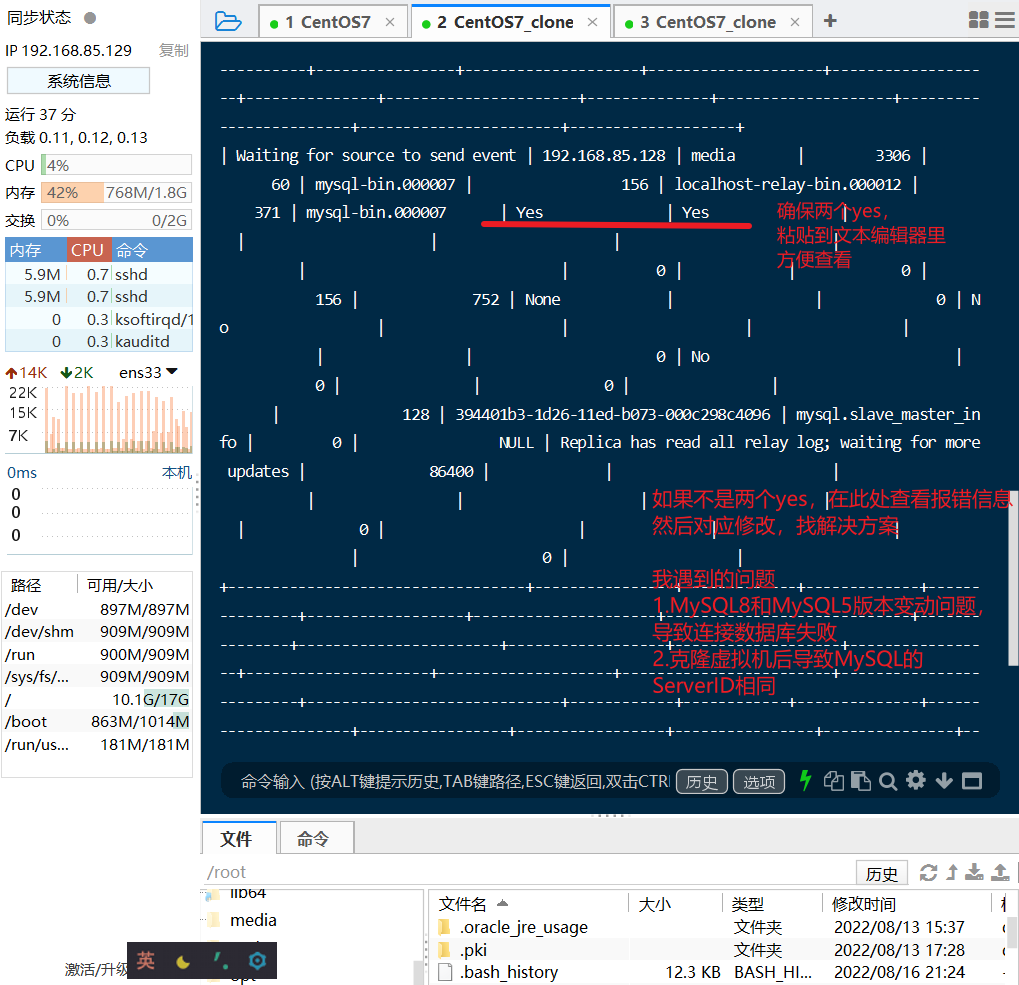 同步状态
IP 192.168.85.129 复制
系统信息
运行 37 分
负载 0.11, 0.12, 0.13
CPU 4%
内存 42% 768M/1.8G
交换 0% 0/2G
内存 CPU 命令
5.9M 0.7 sshd
5.9M 0.7 sshd
0 0.3 ksoftirqd/1
0 0.3 kauditd
14K 2K ens33
22K
15K
7K
0ms 本机
0
0
0
路径 可用/大小
/dev 897M/897M
/dev/shm 909M/909M
/run 900M/909M
/sys/fs/... 909M/909M
/ 10.1G/17G
/boot 863M/1014M
/run/us... 181M/181M
激活/升级
英
1 CentOS7 × 2 CentOS7_clone × 3 CentOS7_clone × +
----------+--------------+-----------------+-----------------+--------------
--+-------------+------------------+------------+-----------------+---------
-------------+--------------------+----------------+
| Waiting for source to send event | 192.168.85.128 | media | 3306 |
60 | mysql-bin.000007 | 156 | localhost-relay-bin.000012 |
371 | mysql-bin.000007 | Yes | Yes |
| | | |
| | 0 | | 0 |
156 | 752 | None | | 0 | N
o | | | |
| | 0 | No |
0 | | 0 | |
| 128 | 394401b3-1d26-11ed-b073-000c298c4096 | mysql.slave_master_in
fo | 0 | NULL | Replica has read all relay log; waiting for more
updates | 86400 | | |
| | | |
| 0 | | | |
| 0 | |
确保两个yes，
粘贴到文本编辑器里
方便查看
如果不是两个yes，在此处查看报错信息
然后对应修改，找解决方案
我遇到的问题
1.MySQL8和MySQL5版本变动问题，
导致连接数据库失败
2.克隆虚拟机后导致MySQL的
ServerID相同
命令输入 (按ALT键提示历史,TAB键路径,ESC键返回,双击CTRL 历史 选项
文件 命令
/root 历史
lib64
media
opt
文件名 大小 类型 修改时间
.oracle_jre_usage 文件夹 2022/08/13 15:37
.pki 文件夹 2022/08/13 17:28
.bash_history 12.3 KB BASH_HI... 2022/08/16 21:24